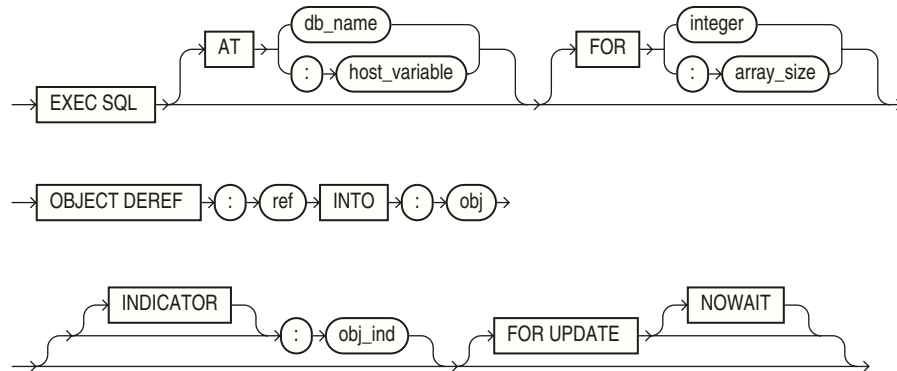 AT db_name FOR integer
: host_variable : array_size
EXEC SQL
OBJECT DEREF : ref INTO : obj
INDICATOR NOWAIT
: obj_ind FOR UPDATE